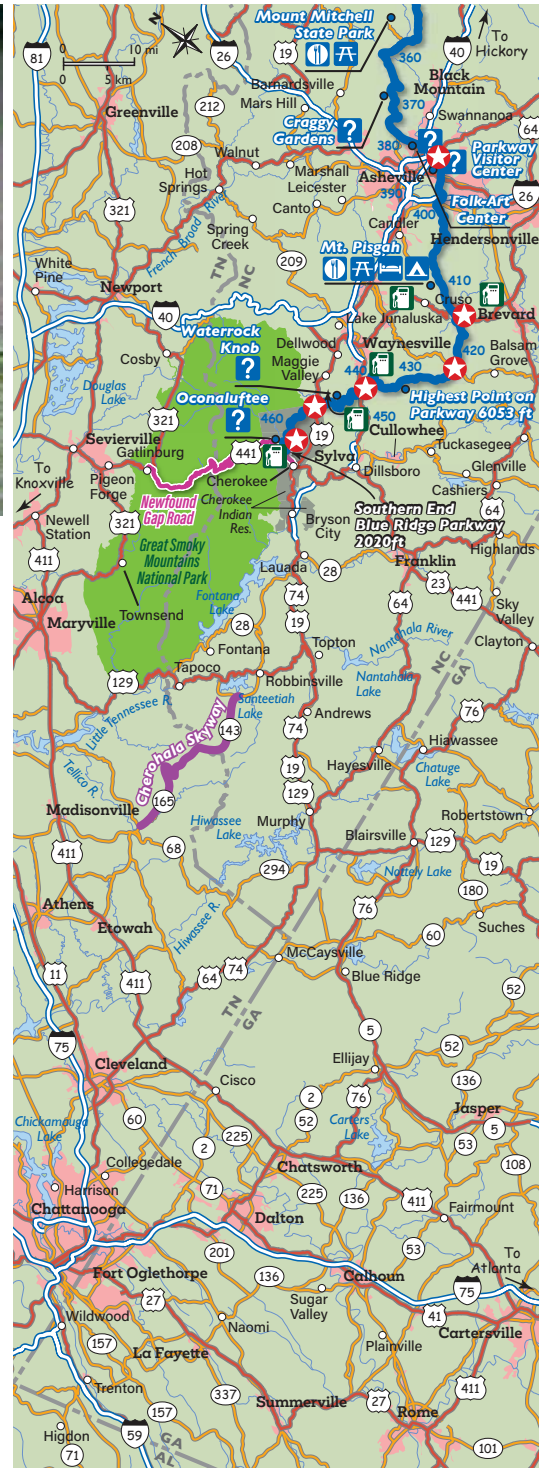 N
0 10 mi
0 5 km
81
26
19
Mount Mitchell
State Park
40
To
Hickory
360
Barnardsville
Black
Mountain
Greenville
Mars Hill
370
212
Craggy
Gardens
?
Swannanoa
64
208
Walnut
380
?
Parkway
Visitor
Center
?
Hot
Springs
Marshall
Leicester
Asheville
390
26
321
Canto
400
Folk-Art
Center
French Broad River
Spring
Creek
Candler
Hendersonville
TN
NC
209
Mt. Pisgah
White
Pine
410
Newport
Cruso
Brevard
40
Waterrock
Knob
?
Lake Junaluska
Dellwood
Waynesville
420
Balsam
Grove
Cosby
Maggie
Valley
440
430
Douglas
Lake
Oconaluftee
?
Highest Point on
Parkway 6053 ft
321
460
450
Sevierville
19
Cullowhee
Gatlinburg
441
Tuckasegee
To
Knoxville
Pigeon
Forge
Sylva
Cherokee
Dillsboro
Glenville
Newfound
Gap Road
Cherokee
Indian
Res.
Cashiers
64
Newell
Station
321
Southern End
Blue Ridge Parkway
2020ft
Bryson
City
Great Smoky
Mountains
National Park
Highlands
411
Lauada
28
Franklin
Townsend
74
23
441
Alcoa
Fontana
Lake
64
Sky
Valley
Maryville
28
19
Nantahala River
Clayton
Fontana
Topton
NC
GA
129
Tapoco
Robbinsville
Nantahala
Lake
Little Tennessee R.
Santeetlah
Lake
76
Cherohala Skyway
143
74
Andrews
Tellico R.
Hiawassee
19
Hayesville
Chatuge
Lake
165
129
Madisonville
Hiwassee
Lake
Murphy
Robertstown
Blairsville
129
411
68
19
294
Nottely Lake
180
Athens
76
Etowah
Hiwassee R.
60
Suches
McCaysville
11
411
64
74
Blue Ridge
52
TN
GA
75
5
52
Cleveland
Ellijay
136
Cisco
2
76
Jasper
60
52
5
Chickamauga
Lake
225
Carters
Lake
53
2
108
Collegedale
Chatsworth
Harrison
71
225
136
411
Chattanooga
Fairmount
Dalton
201
53
To
Atlanta
Fort Oglethorpe
136
Calhoun
75
27
Sugar
Valley
41
Wildwood
Naomi
Cartersville
157
Plainville
La Fayette
Trenton
337
411
157
27
Summerville
Rome
Higdon
59
GA
AL
71
101